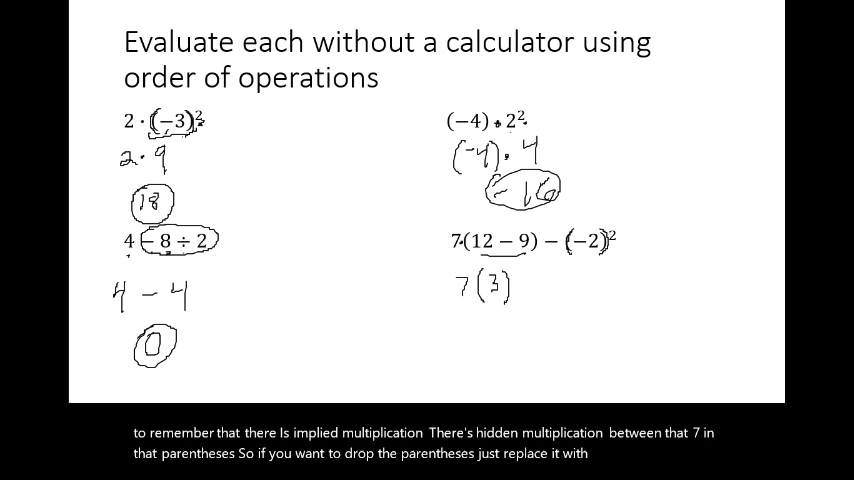 Evaluate each without a calculator using
order of operations
2 · (−3)²
2 · 9
18
4 − 8 ÷ 2
4 − 4
0
(−4) · 2²
(-4) · 4
-16
7·(12 − 9) − (−2)²
7(3)
to remember that there Is implied multiplication There's hidden multiplication between that 7 in
that parentheses So if you want to drop the parentheses just replace it with